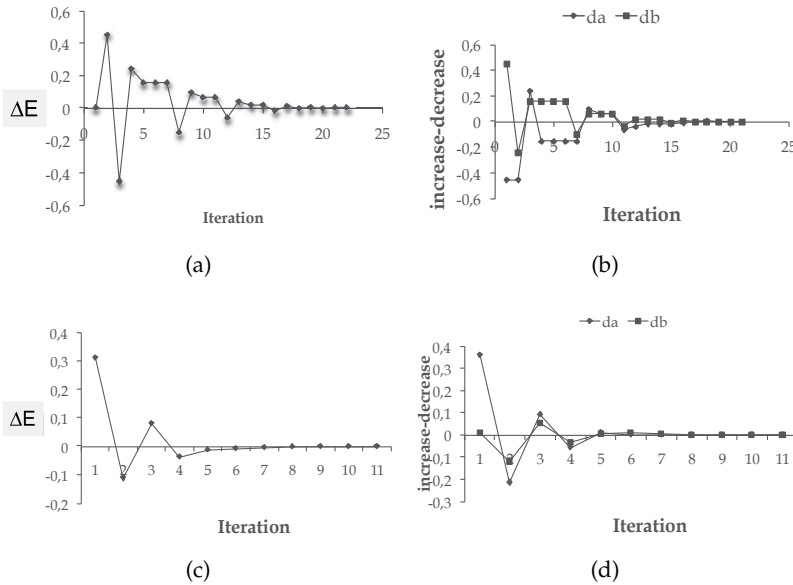 0,6
0,4
0,2
0
-0,2
-0,4
-0,6
0 5 10 15 20 25
ΔE
Iteration
(a)
da db
0,6
0,4
0,2
0
-0,2
-0,4
-0,6
0 5 10 15 20 25
increase-decrease
Iteration
(b)
0,4
0,3
0,2
0,1
0
-0,1
-0,2
1 2 3 4 5 6 7 8 9 10 11
ΔE
Iteration
(c)
da db
0,4
0,3
0,2
0,1
0
-0,1
-0,2
-0,3
1 2 3 4 5 6 7 8 9 10 11
increase-decrease
Iteration
(d)